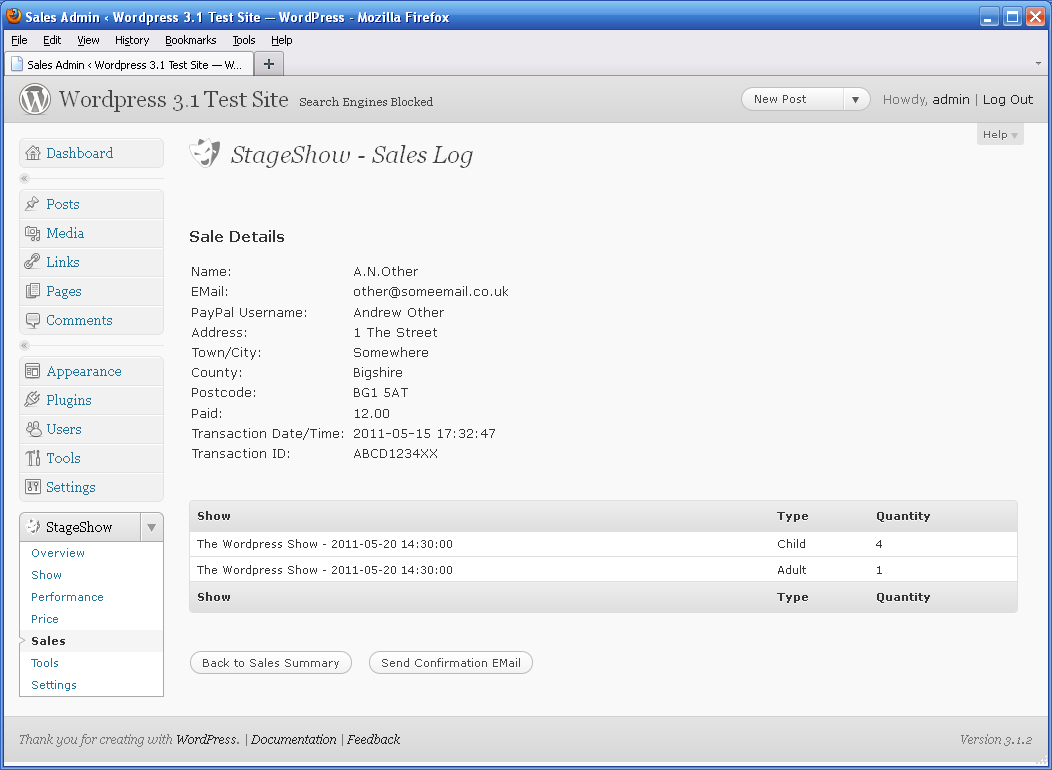 Sales Admin ‹ Wordpress 3.1 Test Site — WordPress - Mozilla Firefox
File Edit View History Bookmarks Tools Help
Sales Admin ‹ Wordpress 3.1 Test Site — W...
Wordpress 3.1 Test Site Search Engines Blocked New Post Howdy, admin | Log Out
Help
StageShow - Sales Log
Dashboard
Posts
Media
Links
Pages
Comments
Appearance
Plugins
Users
Tools
Settings
StageShow
Overview
Show
Performance
Price
Sales
Tools
Settings
Sale Details
Name: A.N.Other
EMail: other@someemail.co.uk
PayPal Username: Andrew Other
Address: 1 The Street
Town/City: Somewhere
County: Bigshire
Postcode: BG1 5AT
Paid: 12.00
Transaction Date/Time: 2011-05-15 17:32:47
Transaction ID: ABCD1234XX
Show Type Quantity
The Wordpress Show - 2011-05-20 14:30:00 Child 4
The Wordpress Show - 2011-05-20 14:30:00 Adult 1
Show Type Quantity
Back to Sales Summary Send Confirmation EMail
Thank you for creating with WordPress. | Documentation | Feedback Version 3.1.2